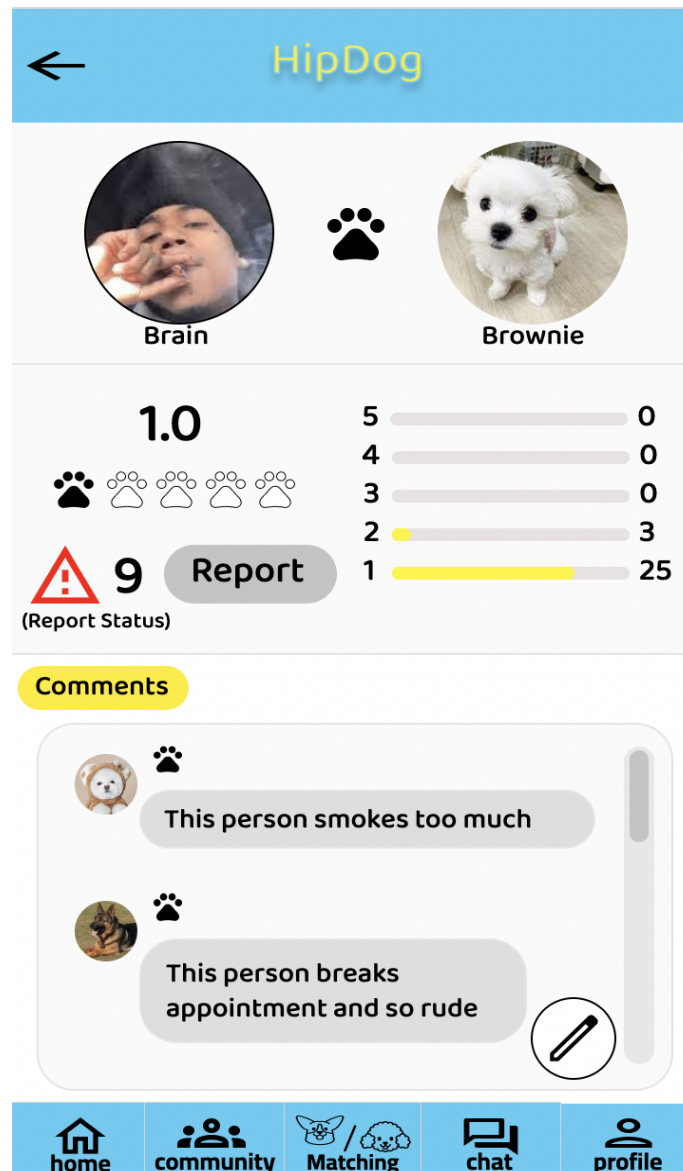 HipDog
Brain
Brownie
1.0
5 0
4 0
3 0
2 3
1 25
9 Report
(Report Status)
Comments
This person smokes too much
This person breaks
appointment and so rude
home community / Matching chat profile